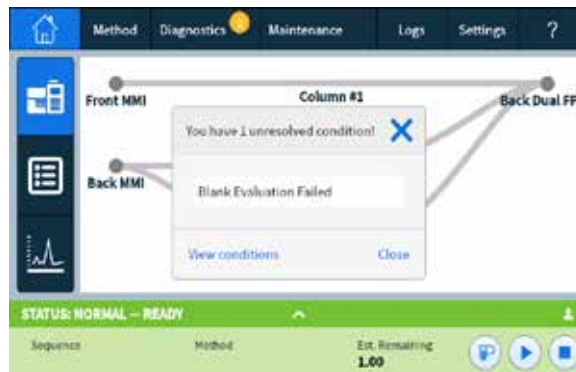 Method Diagnostics Maintenance Logs Settings ?
Front MMI
Column #1
Back Dual FP
You have 1 unresolved condition!
Back MMI
Blank Evaluation Failed
View conditions Close
STATUS: NORMAL — READY
Sequence Method Est. Remaining
1.00